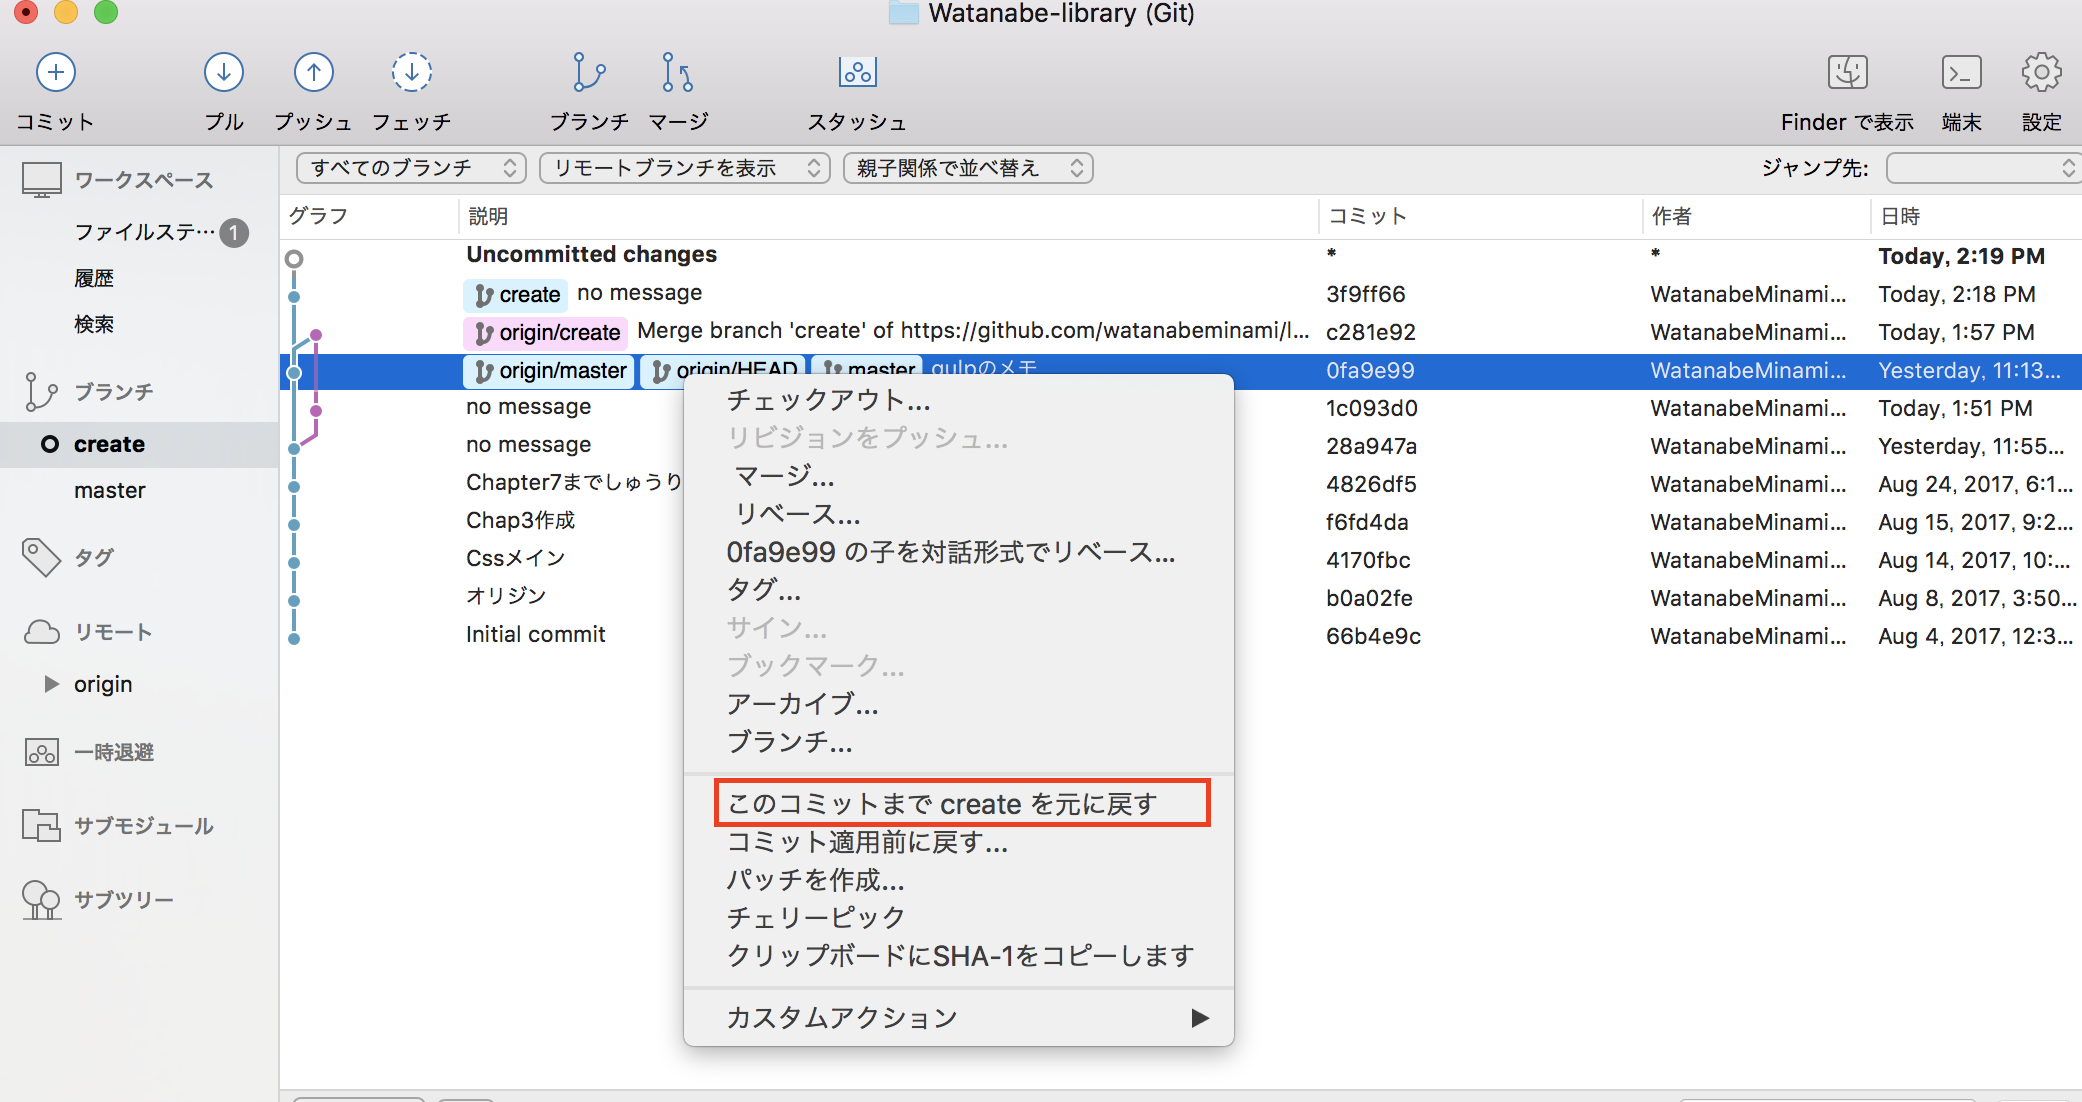 Watanabe-library (Git)
コミット プル プッシュ フェッチ ブランチ マージ スタッシュ Finder で表示 端末 設定
すべてのブランチ リモートブランチを表示 親子関係で並べ替え ジャンプ先:
ワークスペース
ファイルステ… 1
履歴
検索
ブランチ
create
master
タグ
リモート
origin
一時退避
サブモジュール
サブツリー
グラフ 説明 コミット 作者 日時
Uncommitted changes * * Today, 2:19 PM
create no message 3f9ff66 WatanabeMinami... Today, 2:18 PM
origin/create Merge branch 'create' of https://github.com/watanabeminami/l... c281e92 WatanabeMinami... Today, 1:57 PM
origin/master origin/HEAD master gulpのメモ 0fa9e99 WatanabeMinami... Yesterday, 11:13...
no message 1c093d0 WatanabeMinami... Today, 1:51 PM
no message 28a947a WatanabeMinami... Yesterday, 11:55...
Chapter7までしゅうり 4826df5 WatanabeMinami... Aug 24, 2017, 6:1...
Chap3作成 f6fd4da WatanabeMinami... Aug 15, 2017, 9:2...
Cssメイン 4170fbc WatanabeMinami... Aug 14, 2017, 10:...
オリジン b0a02fe WatanabeMinami... Aug 8, 2017, 3:50...
Initial commit 66b4e9c WatanabeMinami... Aug 4, 2017, 12:3...
チェックアウト...
リビジョンをプッシュ...
マージ...
リベース...
0fa9e99 の子を対話形式でリベース...
タグ...
サイン...
ブックマーク...
アーカイブ...
ブランチ...
このコミットまで create を元に戻す
コミット適用前に戻す...
パッチを作成...
チェリーピック
クリップボードにSHA-1をコピーします
カスタムアクション